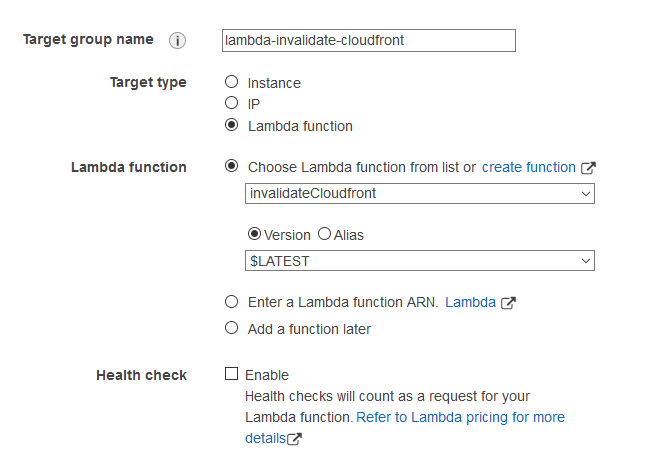 Target group name i lambda-invalidate-cloudfront
Target type Instance
IP
Lambda function
Lambda function Choose Lambda function from list or create function
invalidateCloudfront
Version Alias
$LATEST
Enter a Lambda function ARN. Lambda
Add a function later
Health check Enable
Health checks will count as a request for your
Lambda function. Refer to Lambda pricing for more
details